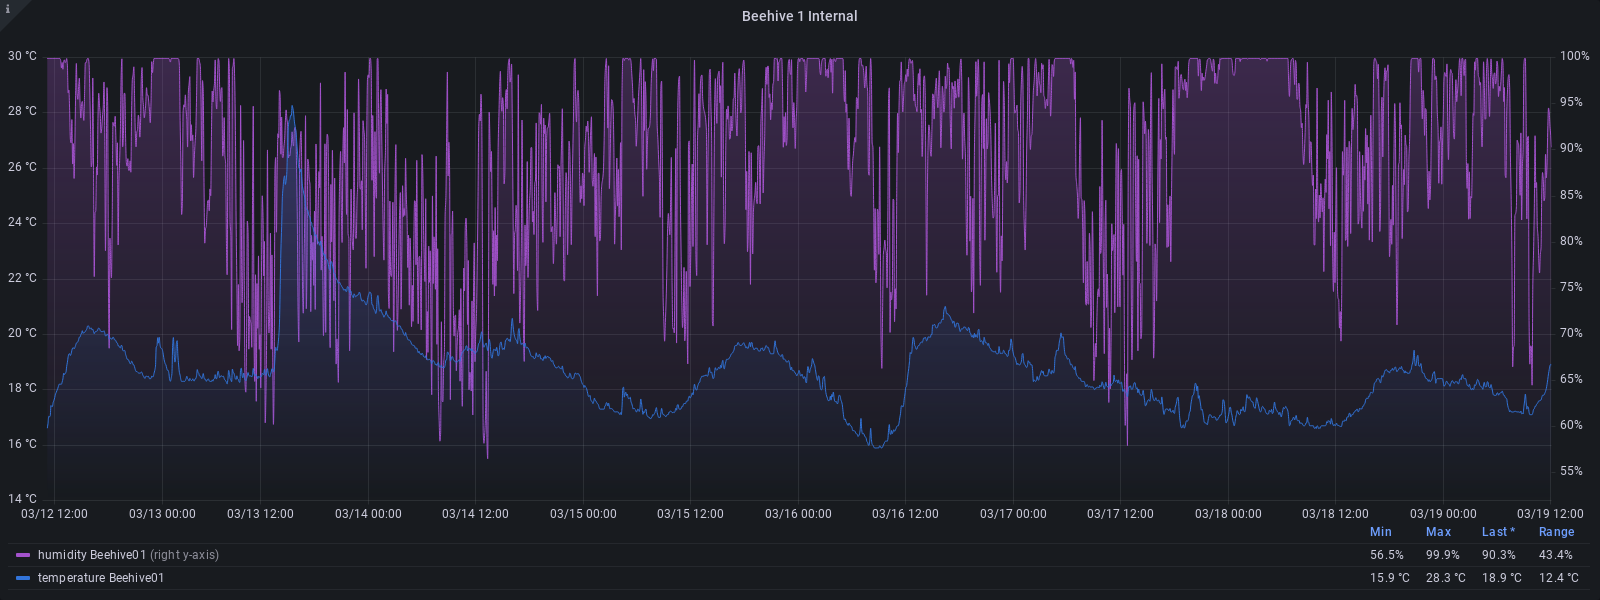 i
Beehive 1 Internal
30 °C 100%
28 °C 95%
26 °C 90%
24 °C 85%
22 °C 80%
20 °C 75%
18 °C 70%
16 °C 65%
14 °C 60%
55%
03/12 12:00 03/13 00:00 03/13 12:00 03/14 00:00 03/14 12:00 03/15 00:00 03/15 12:00 03/16 00:00 03/16 12:00 03/17 00:00 03/17 12:00 03/18 00:00 03/18 12:00 03/19 00:00 03/19 12:00
Min Max Last * Range
humidity Beehive01 (right y-axis) 56.5% 99.9% 90.3% 43.4%
temperature Beehive01 15.9 °C 28.3 °C 18.9 °C 12.4 °C